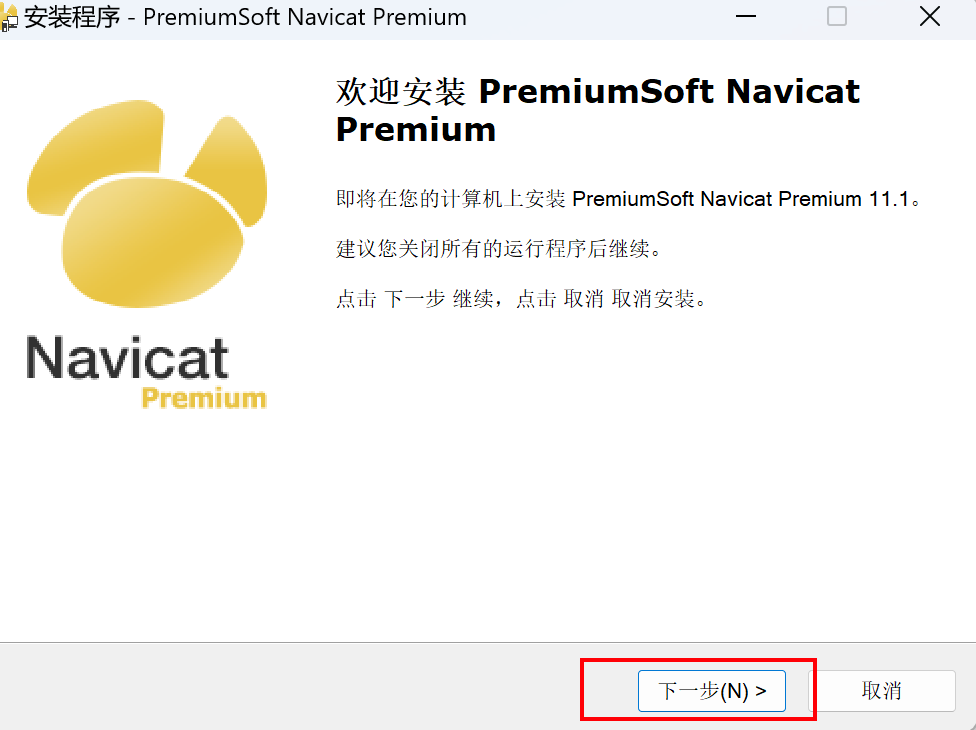 安装程序 - PremiumSoft Navicat Premium
欢迎安装 PremiumSoft Navicat
Premium
即将在您的计算机上安装 PremiumSoft Navicat Premium 11.1。
建议您关闭所有的运行程序后继续。
点击 下一步 继续，点击 取消 取消安装。
Navicat
Premium
下一步(N) >
取消